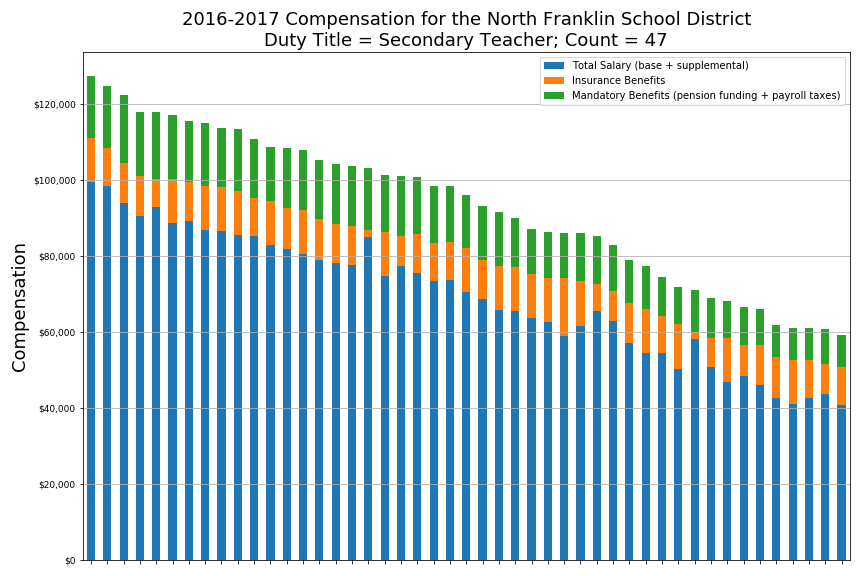 2016-2017 Compensation for the North Franklin School District
Duty Title = Secondary Teacher; Count = 47
Total Salary (base + supplemental)
Insurance Benefits
Mandatory Benefits (pension funding + payroll taxes)
Compensation
$120,000
$100,000
$80,000
$60,000
$40,000
$20,000
$0